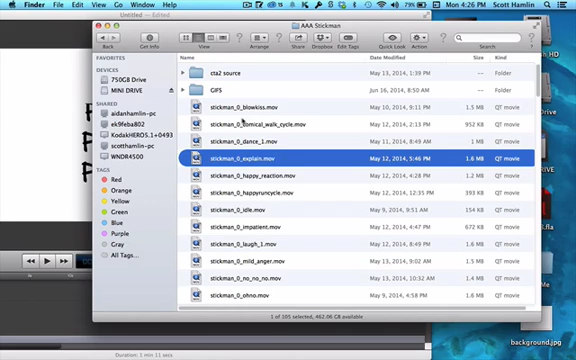 Finder File Edit View Go Window Help
79% Mon 4:26 PM Scott Hamlin
Untitled — Edited
AAA Stickman
Back Get Info View Arrange Share Dropbox Edit Tags Quick Look Action Search
FAVORITES
DEVICES
750GB Drive
MINI DRIVE
SHARED
aidanhamlin-pc
ek9feba802
KodakHERO5.1+0493
scotthamlin-pc
WNDR4500
TAGS
Red
Orange
Yellow
Green
Blue
Purple
Gray
All Tags...
Name Date Modified Size Kind
cta2 source May 13, 2014, 1:39 PM -- Folder
GIFS Jun 16, 2014, 8:50 AM -- Folder
stickman_0_blowkiss.mov May 10, 2014, 9:11 PM 1.5 MB QT movie
stickman_0_comical_walk_cycle.mov May 12, 2014, 2:13 PM 952 KB QT movie
stickman_0_dance_1.mov May 11, 2014, 8:49 AM 1 MB QT movie
stickman_0_explain.mov May 12, 2014, 5:46 PM 1.6 MB QT movie
stickman_0_happy_reaction.mov May 12, 2014, 4:28 PM 1.2 MB QT movie
stickman_0_happyruncycle.mov May 12, 2014, 12:35 PM 393 KB QT movie
stickman_0_idle.mov May 9, 2014, 9:51 AM 154 KB QT movie
stickman_0_impatient.mov May 12, 2014, 4:47 PM 672 KB QT movie
stickman_0_laugh_1.mov May 12, 2014, 5:19 PM 1.5 MB QT movie
stickman_0_mild_anger.mov May 13, 2014, 9:02 AM 1.5 MB QT movie
stickman_0_no_no_no.mov May 13, 2014, 10:32 AM 1.4 MB QT movie
stickman_0_ohno.mov May 12, 2014, 4:58 PM 1.6 MB QT movie
1 of 105 selected, 462.06 GB available
Duration: 1 min 11 secs
background.jpg